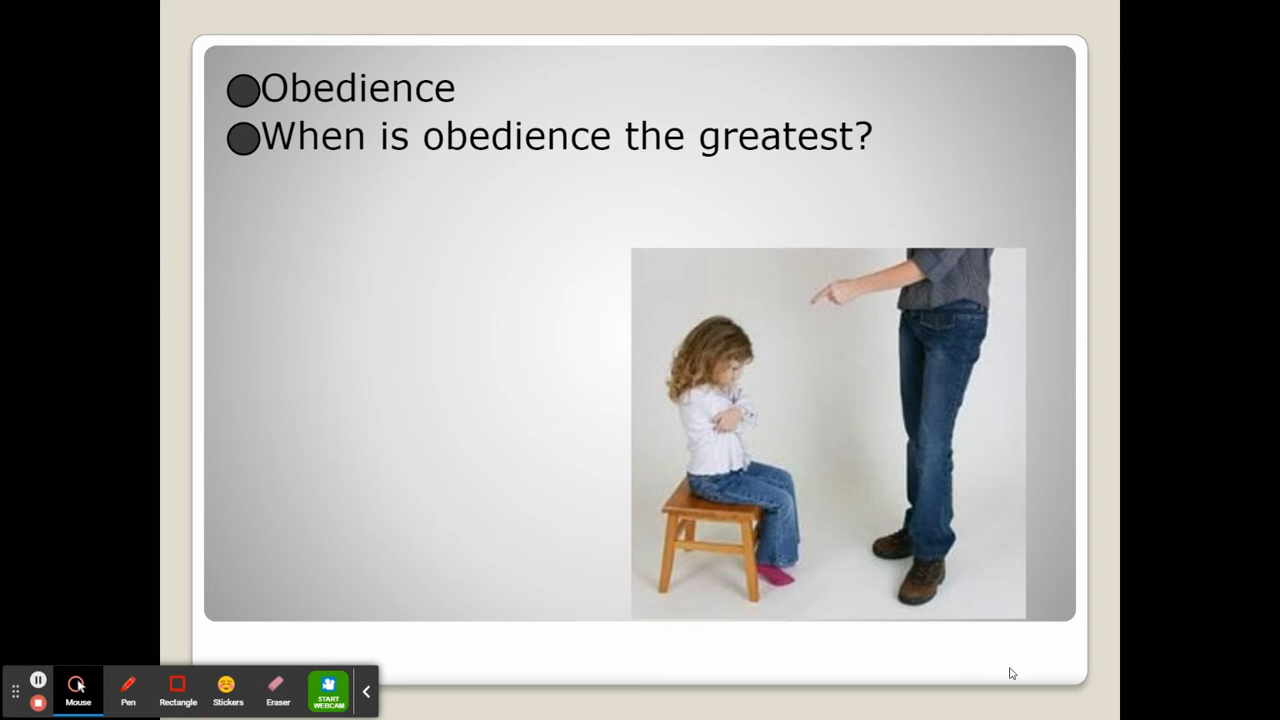 Obedience
When is obedience the greatest?
Mouse
Pen
Rectangle
Stickers
Eraser
START
WEBCAM